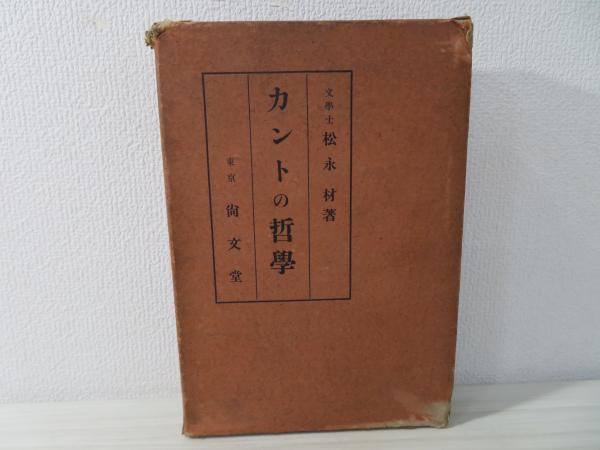 文學士 松永材著
カントの哲學
東京 尙文堂